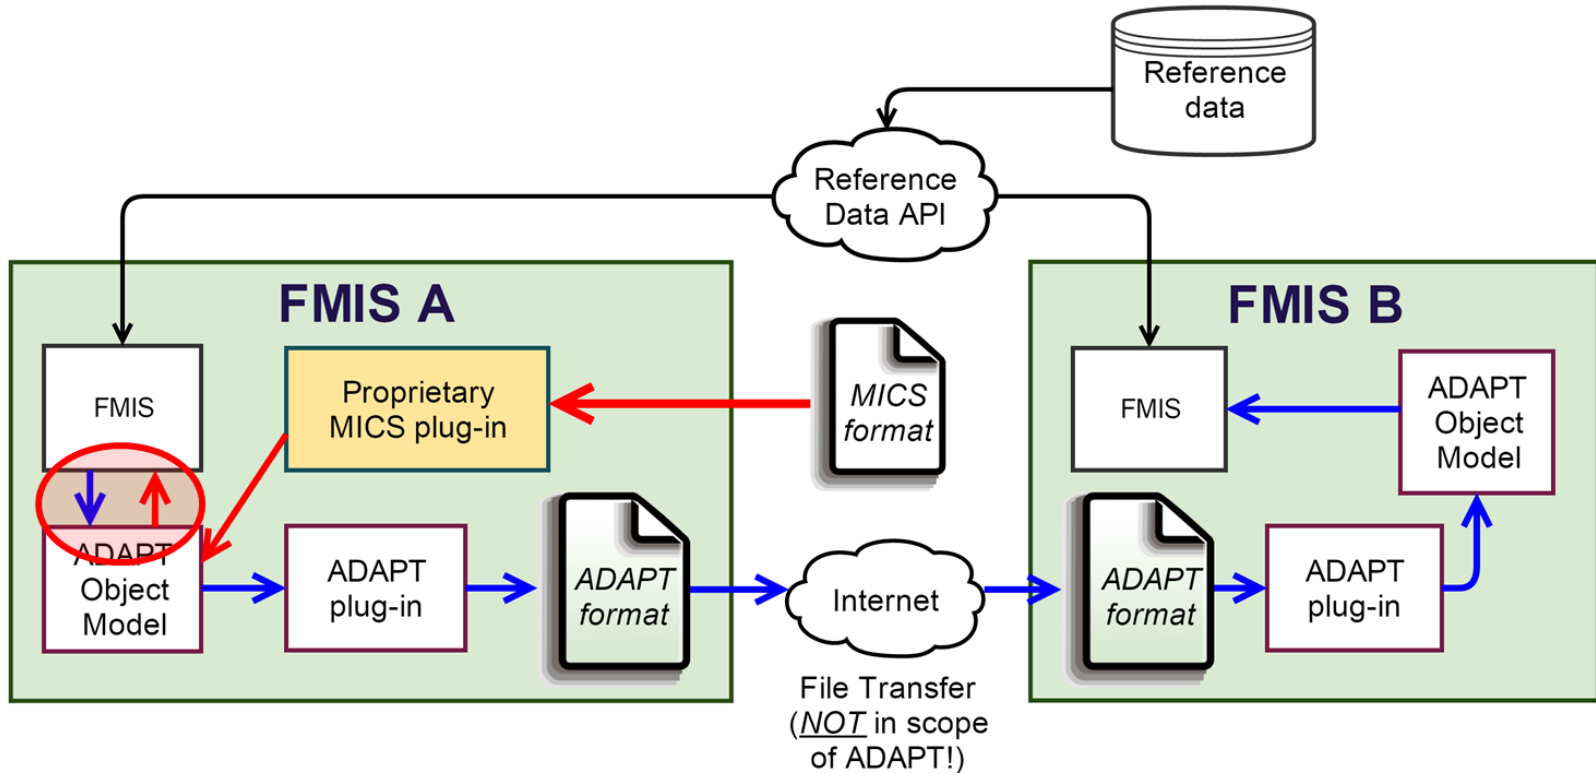 Reference
data
Reference
Data API
FMIS A
FMIS
Proprietary
MICS plug-in
MICS
format
ADAPT
Object
Model
ADAPT
plug-in
ADAPT
format
Internet
File Transfer
(NOT in scope
of ADAPT!)
FMIS B
FMIS
ADAPT
Object
Model
ADAPT
format
ADAPT
plug-in